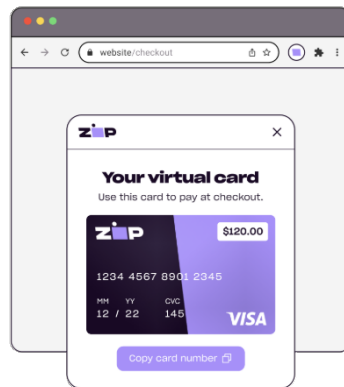 website/checkout
ZIP
Your virtual card
Use this card to pay at checkout.
ZIP $120.00
1234 4567 8901 2345
MM YY CVC
12 / 22 145
VISA
Copy card number